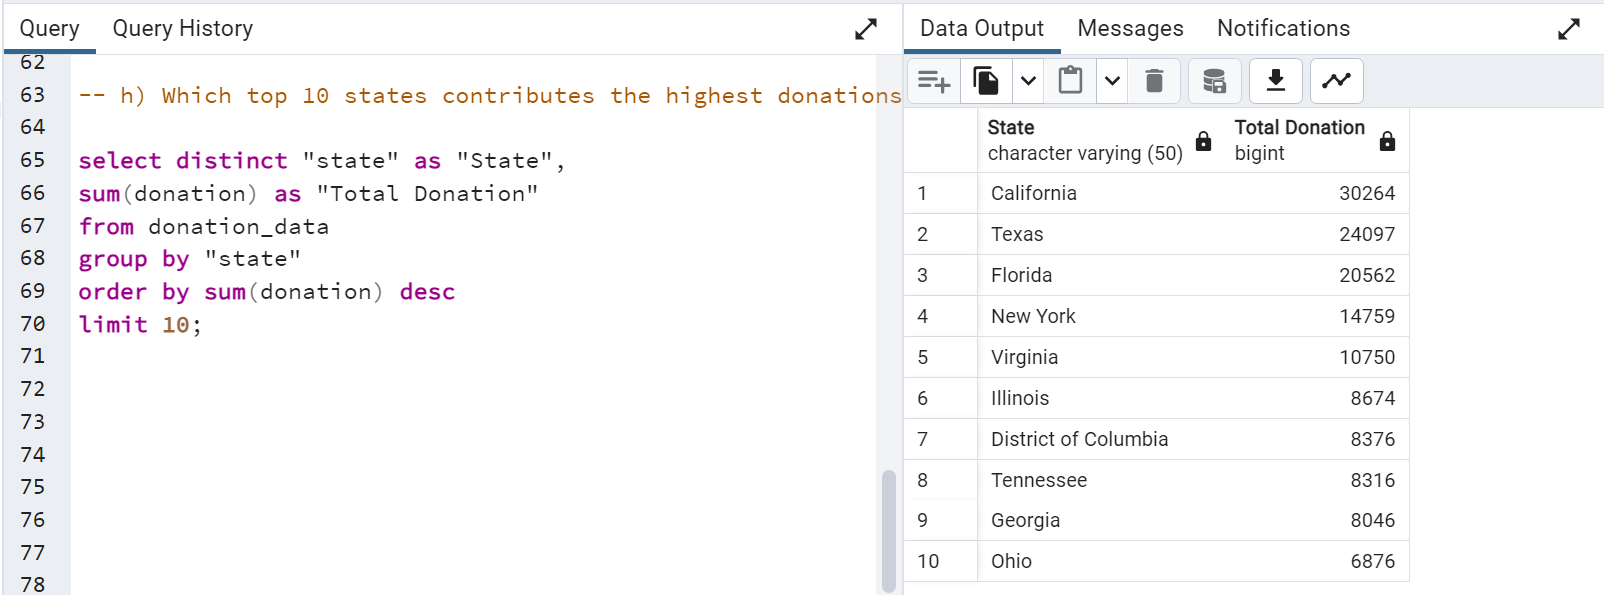 Query Query History
62
63 -- h) Which top 10 states contributes the highest donations
64
65 select distinct "state" as "State",
66 sum(donation) as "Total Donation"
67 from donation_data
68 group by "state"
69 order by sum(donation) desc
70 limit 10;
71
72
73
74
75
76
77
78
Data Output Messages Notifications
State Total Donation
character varying (50) bigint
1 California 30264
2 Texas 24097
3 Florida 20562
4 New York 14759
5 Virginia 10750
6 Illinois 8674
7 District of Columbia 8376
8 Tennessee 8316
9 Georgia 8046
10 Ohio 6876